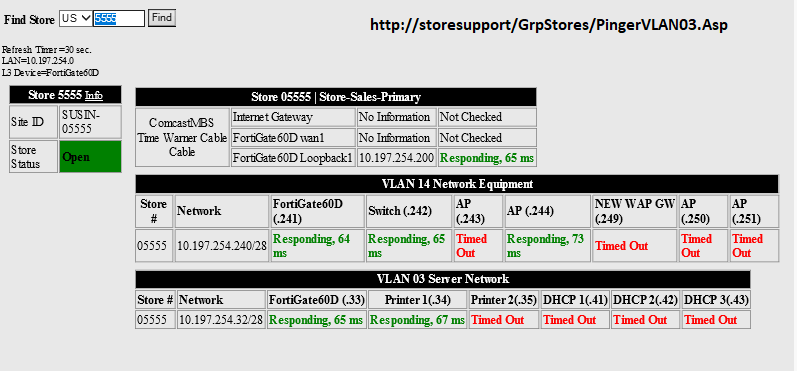 Find Store US 5555 Find
http://storesupport/GrpStores/PingerVLAN03.Asp
Refresh Timer =30 sec.
LAN=10.197.254.0
L3 Device=FortiGate60D
Store 5555 Info
Site ID SUSIN-05555
Store Status Open
Store 05555 | Store-Sales-Primary
ComcastMBS Time Warner Cable Cable
Internet Gateway No Information Not Checked
FortiGate60D wan1 No Information Not Checked
FortiGate60D Loopback1 10.197.254.200 Responding, 65 ms
VLAN 14 Network Equipment
Store # Network FortiGate60D (.241) Switch (.242) AP (.243) AP (.244) NEW WAP GW (.249) AP (.250) AP (.251)
05555 10.197.254.240/28 Responding, 64 ms Responding, 65 ms Timed Out Responding, 73 ms Timed Out Timed Out Timed Out
VLAN 03 Server Network
Store # Network FortiGate60D (.33) Printer 1(.34) Printer 2(.35) DHCP 1(.41) DHCP 2(.42) DHCP 3(.43)
05555 10.197.254.32/28 Responding, 65 ms Responding, 67 ms Timed Out Timed Out Timed Out Timed Out